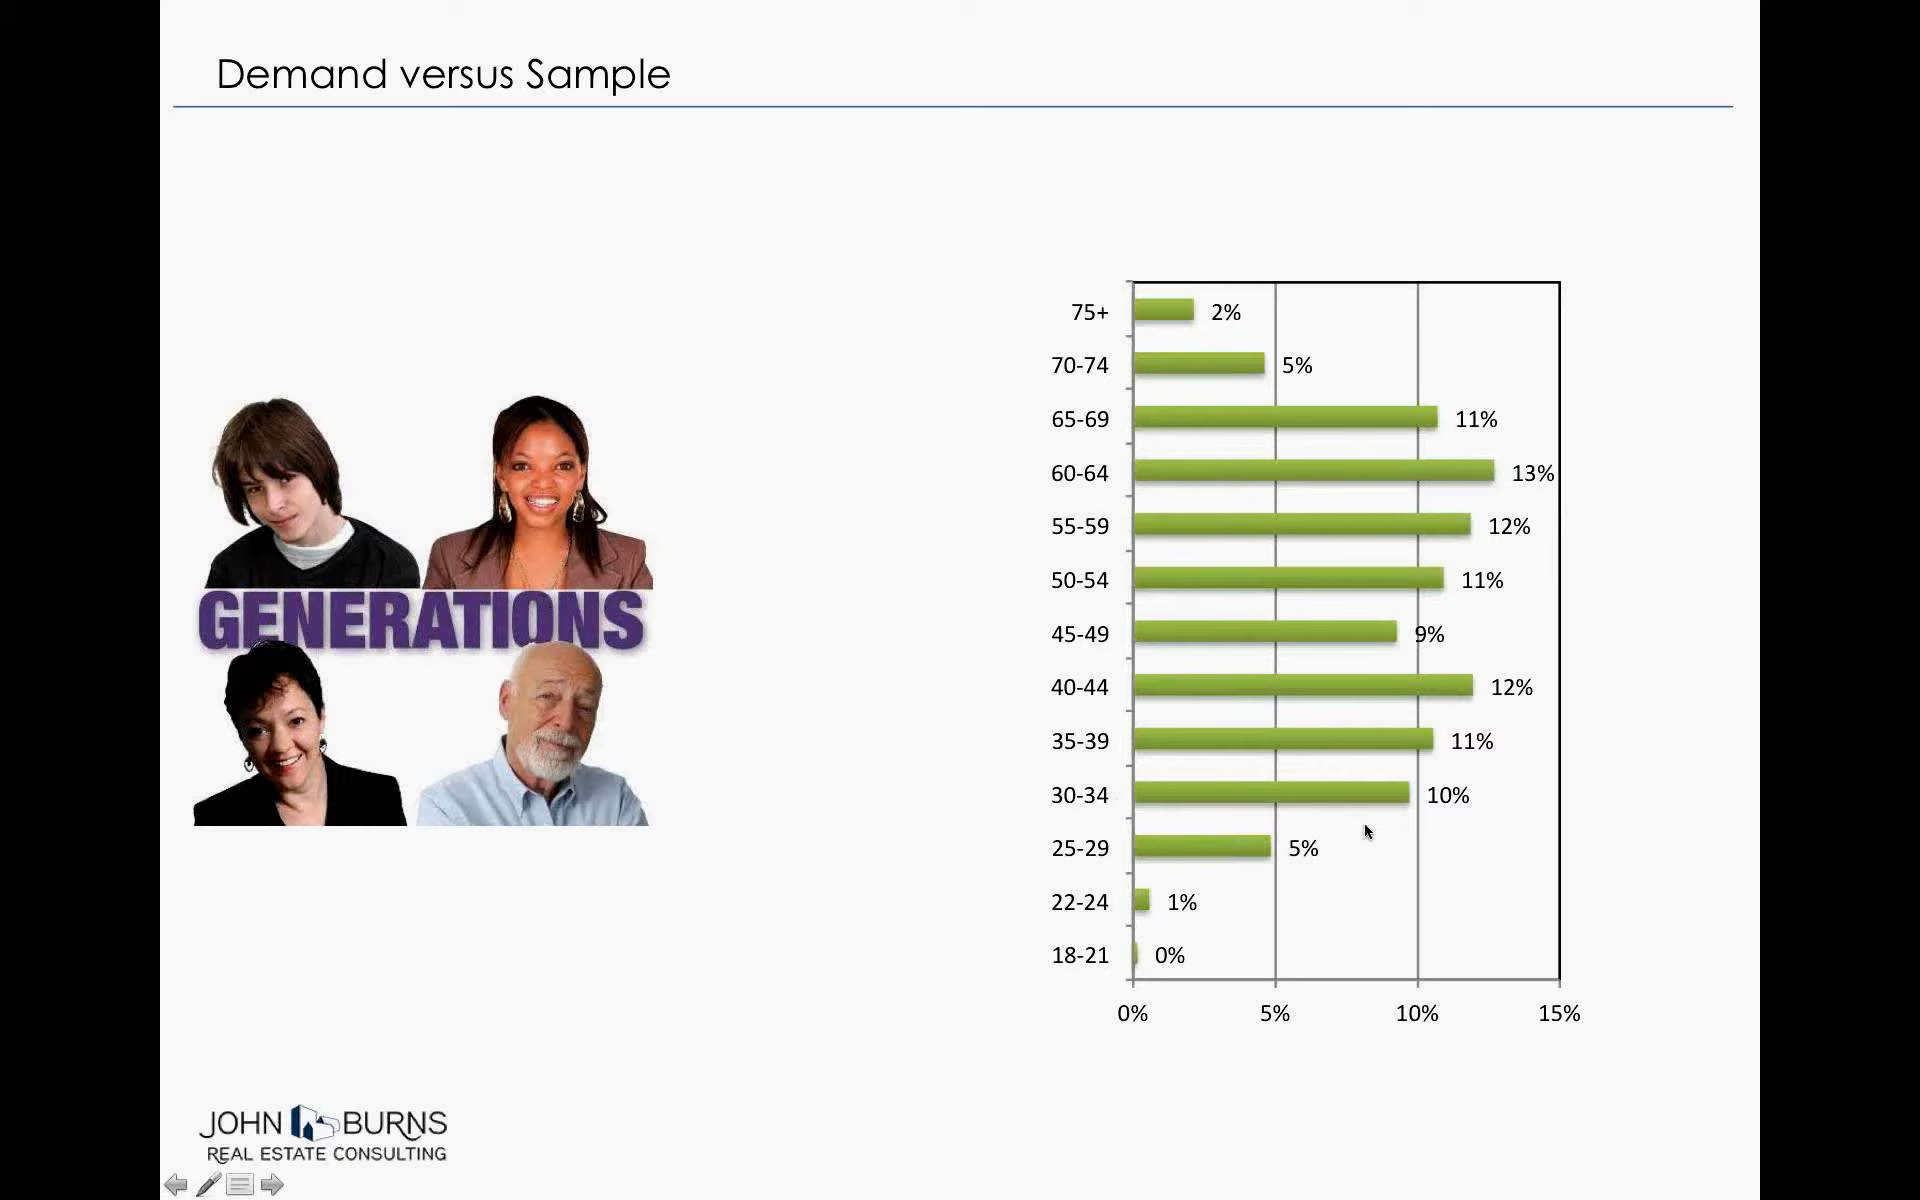 Demand versus Sample
GENERATIONS
75+ 2%
70-74 5%
65-69 11%
60-64 13%
55-59 12%
50-54 11%
45-49 9%
40-44 12%
35-39 11%
30-34 10%
25-29 5%
22-24 1%
18-21 0%
0% 5% 10% 15%
JOHN BURNS
REAL ESTATE CONSULTING